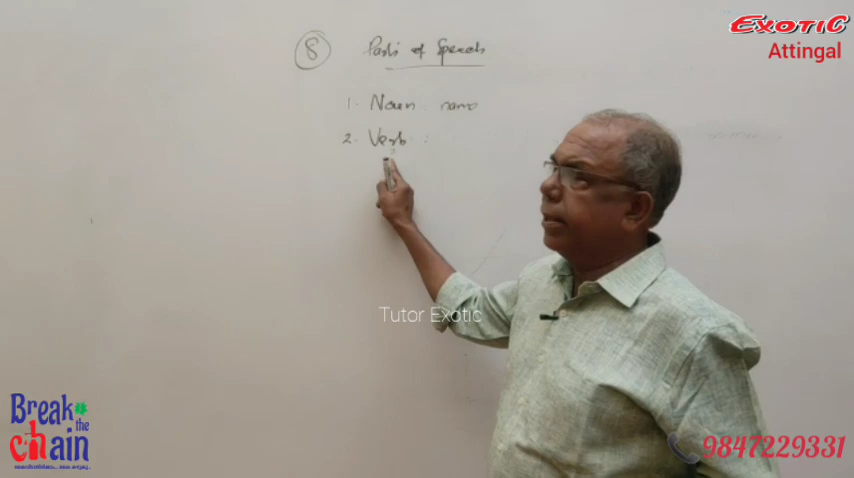 EXOTIC
Attingal
8 Parts of Speech
1. Noun : name
2. Verb :
Tutor Exotic
Break
the
chain
9847229331